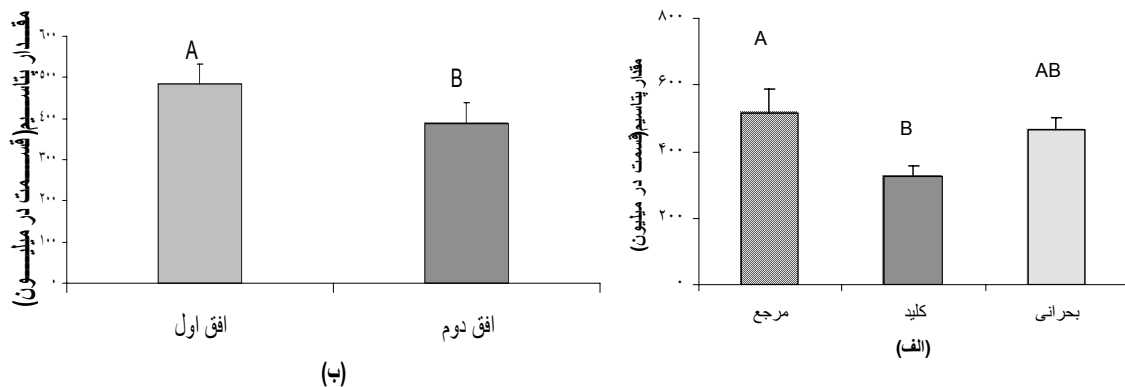 ۸۰۰
۶۰۰
۴۰۰
۲۰۰
۰
مقدار پتاسیم(قسمت در میلیون)
A
B
AB
مرجع
کلید
بحرانی
(الف)
۶۰۰
۵۰۰
۴۰۰
۳۰۰
۲۰۰
۱۰۰
۰
مقدار پتاسیم(قسمت در میلیون)
A
B
افق اول
افق دوم
(ب)